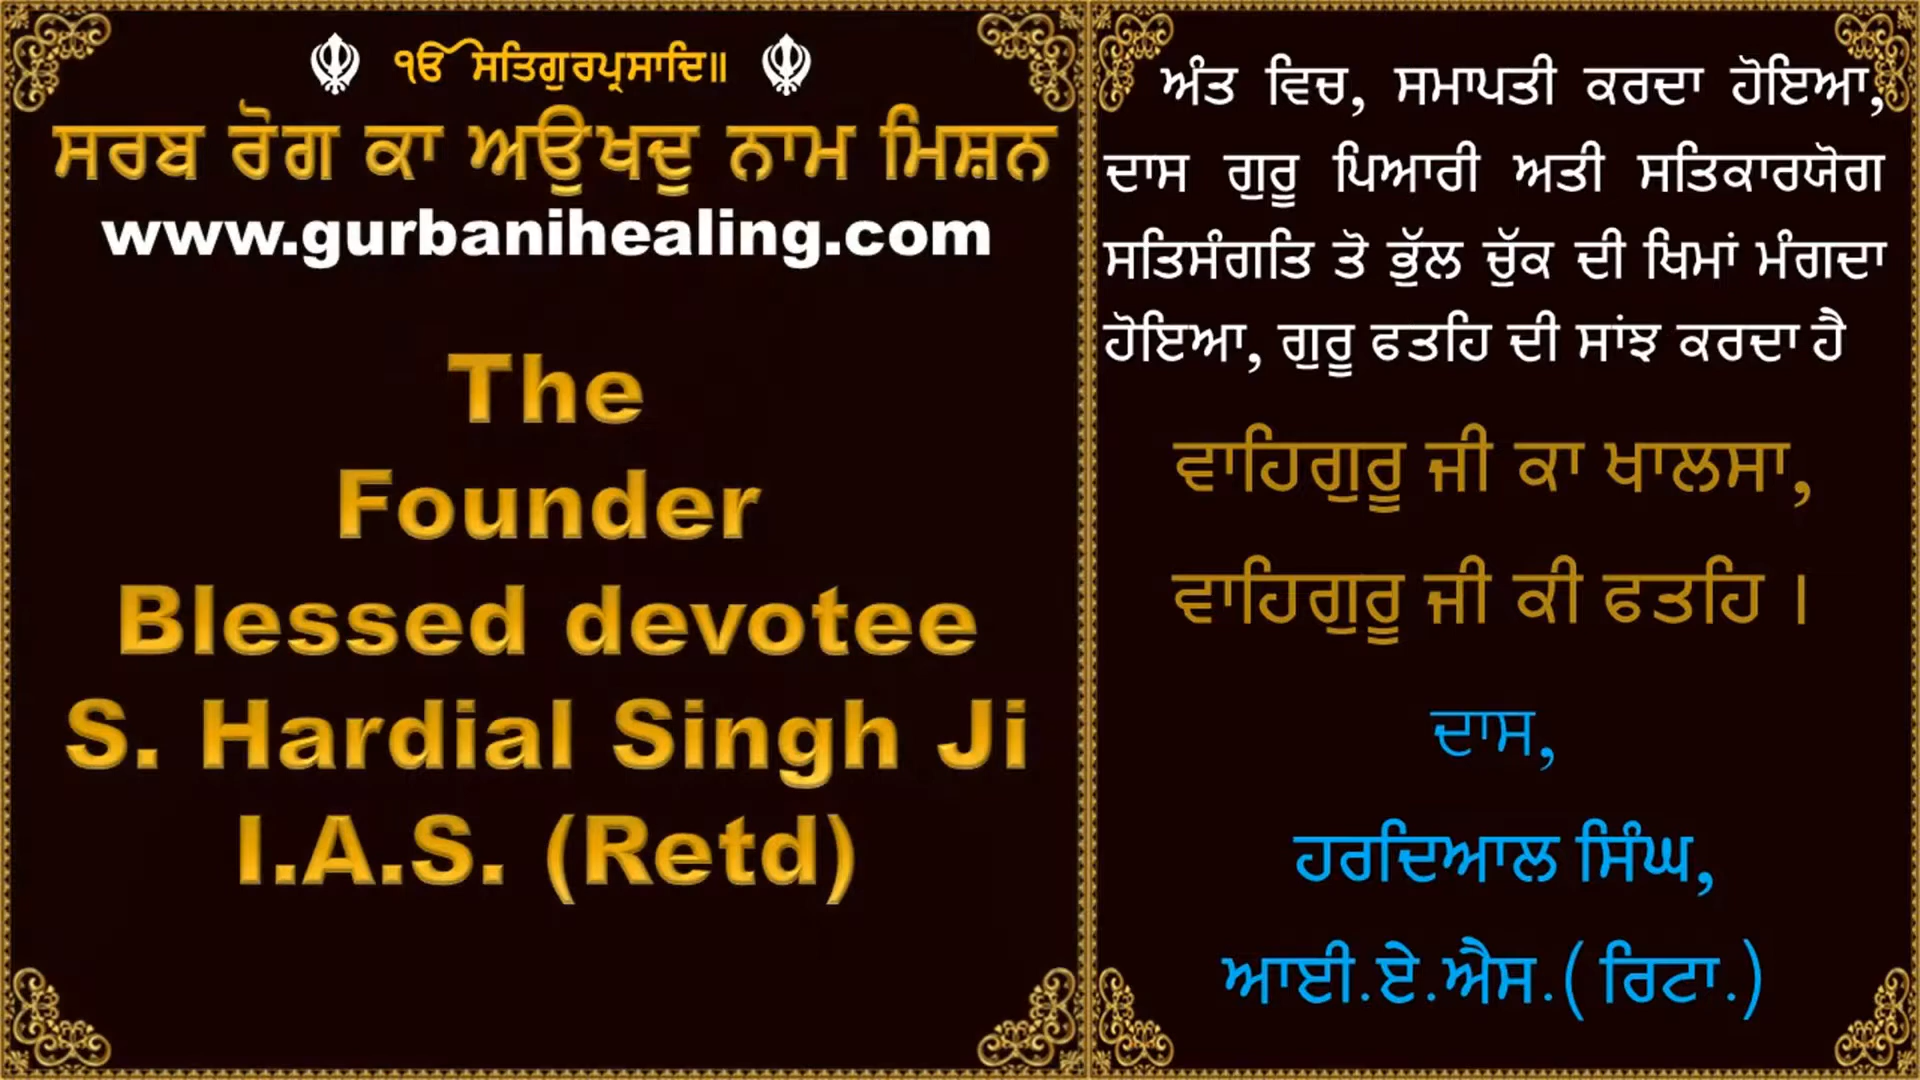 ੴ ਸਤਿਗੁਰਪ੍ਰਸਾਦਿ॥
ਸਰਬ ਰੋਗ ਕਾ ਅਉਖਦੁ ਨਾਮ ਮਿਸ਼ਨ
www.gurbanihealing.com
The
Founder
Blessed devotee
S. Hardial Singh Ji
I.A.S. (Retd)
ਅੰਤ ਵਿਚ, ਸਮਾਪਤੀ ਕਰਦਾ ਹੋਇਆ,
ਦਾਸ ਗੁਰੂ ਪਿਆਰੀ ਅਤੀ ਸਤਿਕਾਰਯੋਗ
ਸਤਿਸੰਗਤਿ ਤੋ ਭੁੱਲ ਚੁੱਕ ਦੀ ਖਿਮਾਂ ਮੰਗਦਾ
ਹੋਇਆ, ਗੁਰੂ ਫਤਹਿ ਦੀ ਸਾਂਝ ਕਰਦਾ ਹੈ
ਵਾਹਿਗੁਰੂ ਜੀ ਕਾ ਖਾਲਸਾ,
ਵਾਹਿਗੁਰੂ ਜੀ ਕੀ ਫਤਹਿ ।
ਦਾਸ,
ਹਰਦਿਆਲ ਸਿੰਘ,
ਆਈ.ਏ.ਐਸ.( ਰਿਟਾ.)